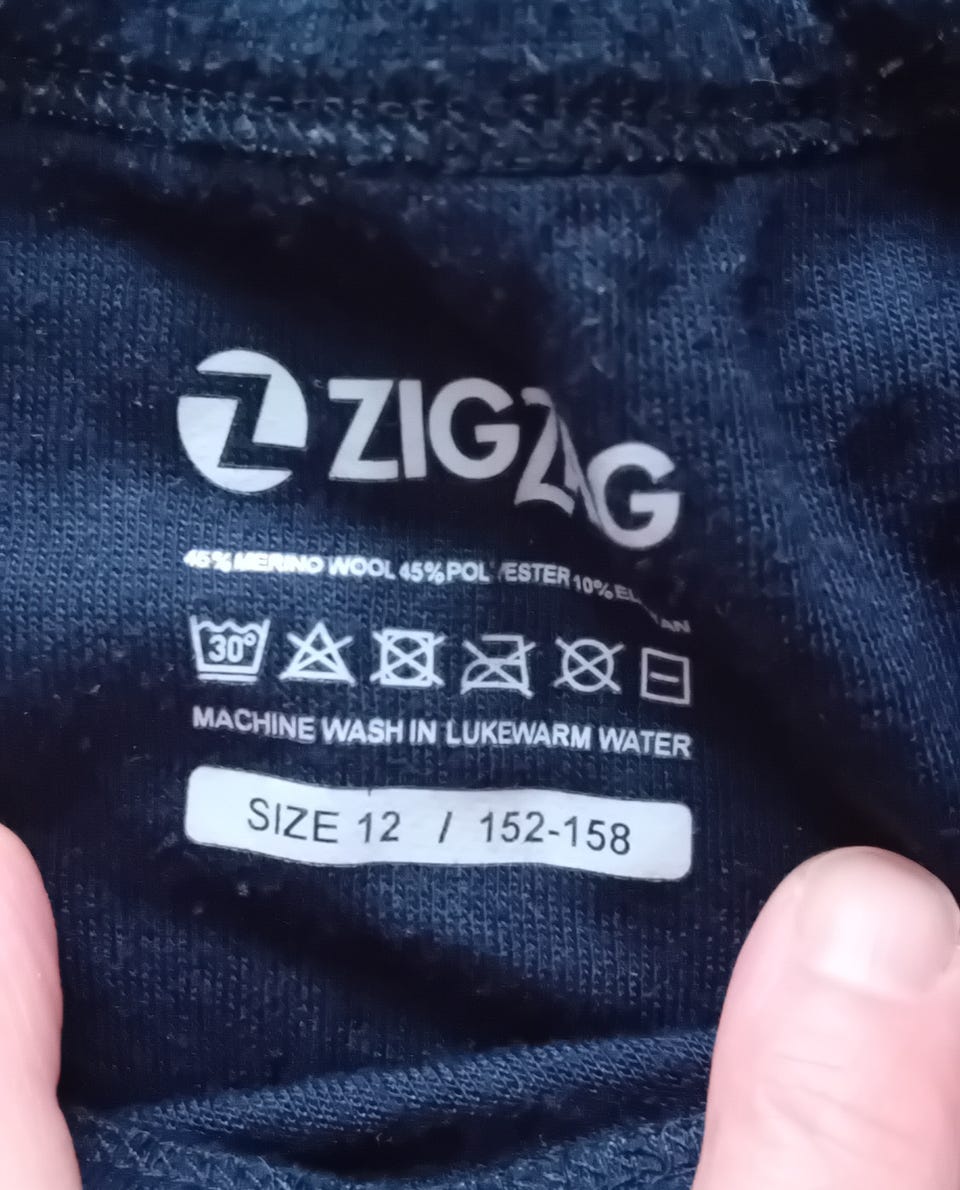 ZIGZAG
45% MERINO WOOL 45% POLYESTER 10%
30°
MACHINE WASH IN LUKEWARM WATER
SIZE 12 / 152-158